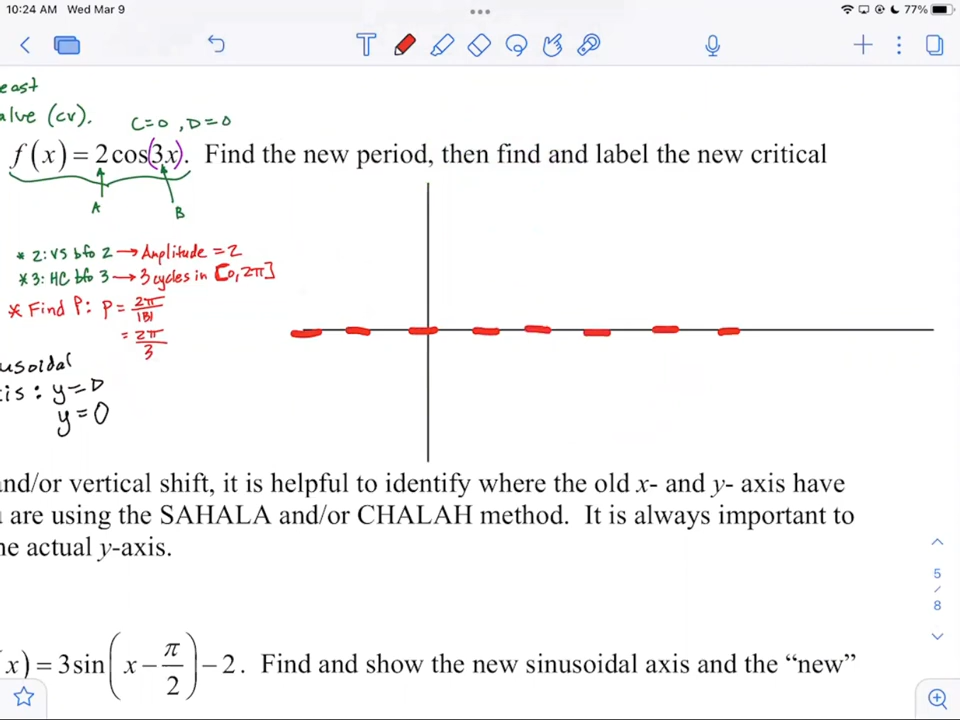 10:24 AM Wed Mar 9
77%
east
alue (cv).
C=0, D=0
f(x) = 2cos(3x). Find the new period, then find and label the new critical
A
B
* 2: VS bfo 2 → Amplitude = 2
* 3: HC bfo 3 → 3 cycles in [0, 2π]
* Find P: P = 2π/|B|
= 2π/3
usoidal
is: y=D
y=0
and/or vertical shift, it is helpful to identify where the old x- and y- axis have
are using the SAHALA and/or CHALAH method. It is always important to
he actual y-axis.
5
/
8
x) = 3sin(x − π/2) − 2. Find and show the new sinusoidal axis and the “new”